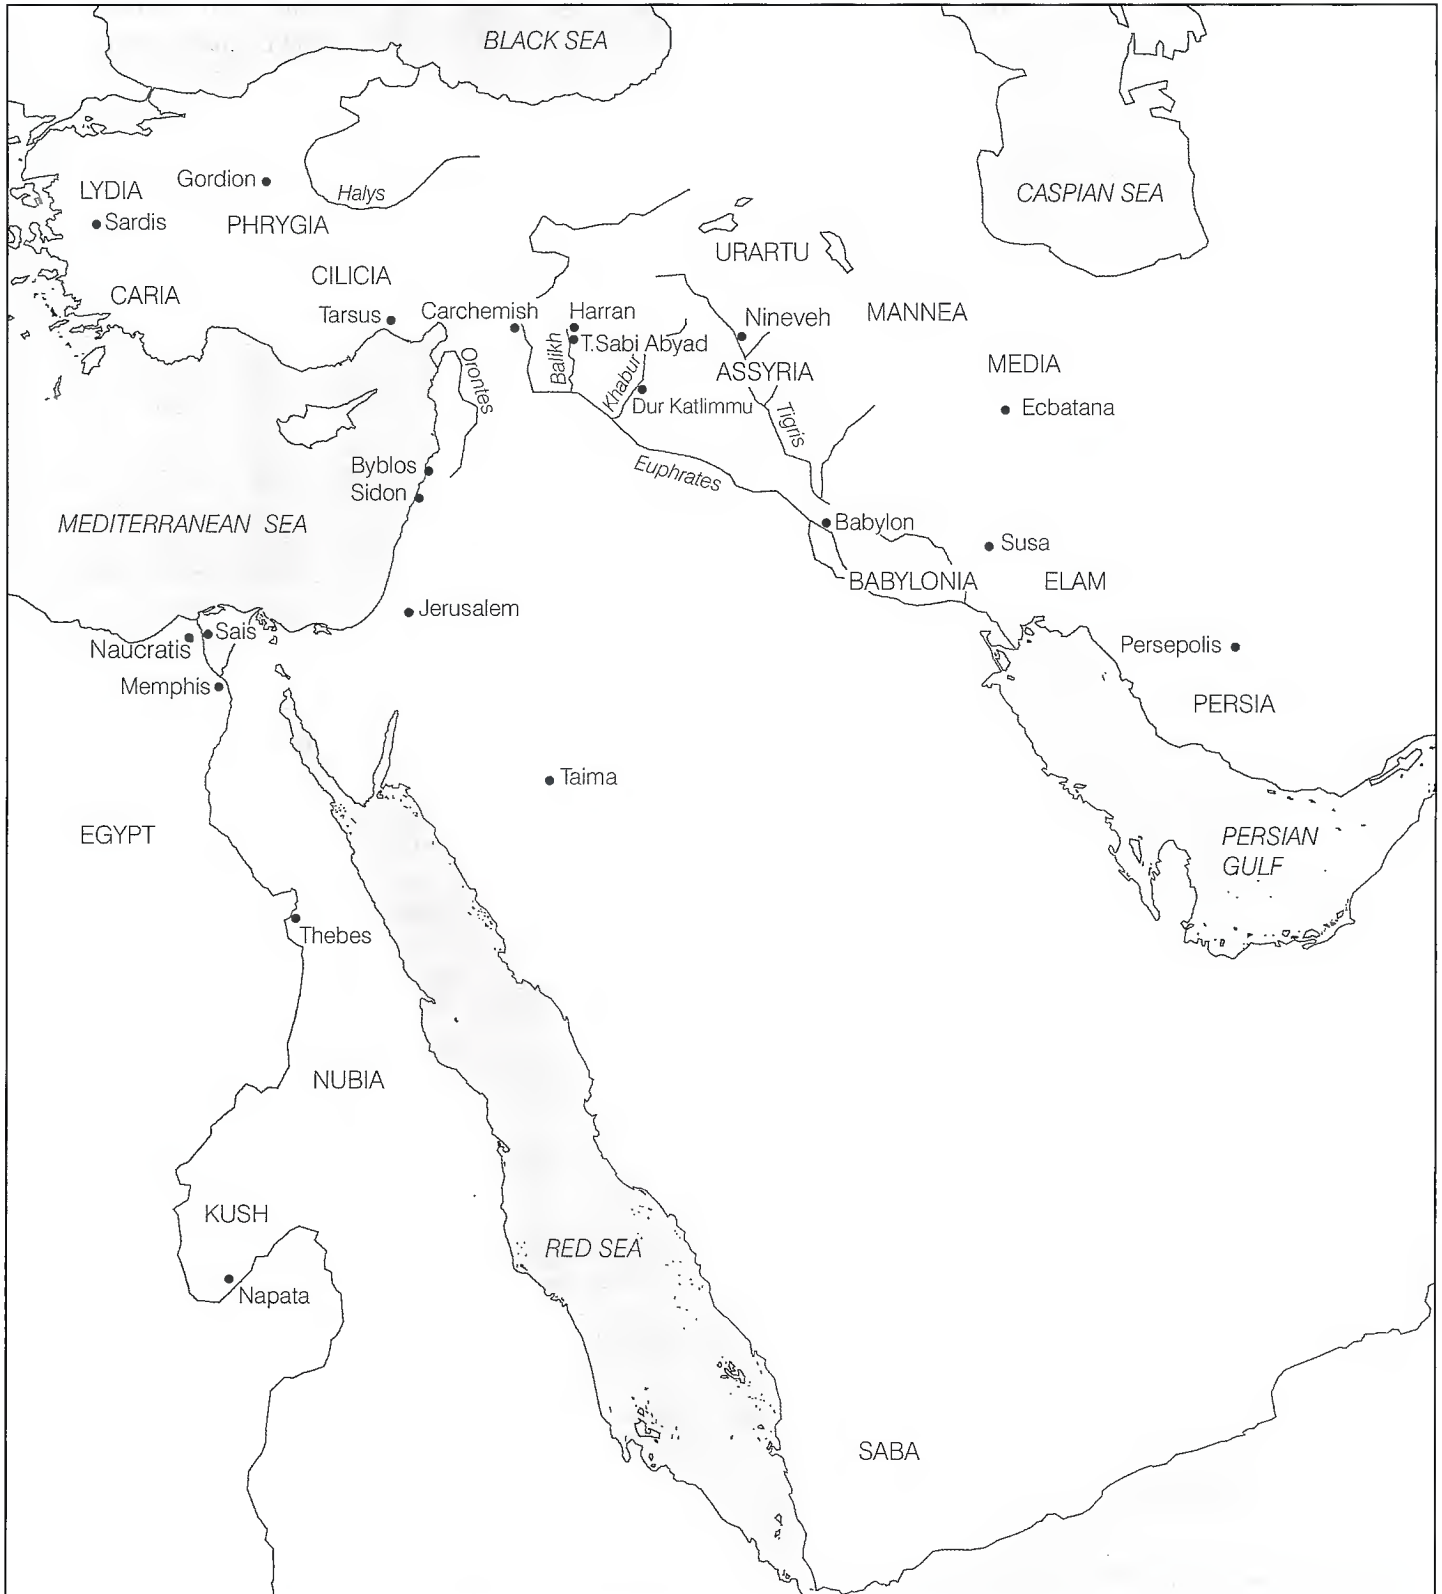 BLACK SEA
CASPIAN SEA
LYDIA
Gordion
Halys
Sardis
PHRYGIA
URARTU
CILICIA
CARIA
Tarsus
Carchemish
Harran
Nineveh
MANNEA
T.Sabi Abyad
Balikh
Khabur
Orontes
ASSYRIA
MEDIA
Dur Katlimmu
Tigris
Ecbatana
Byblos
Sidon
Euphrates
MEDITERRANEAN SEA
Babylon
Susa
BABYLONIA
ELAM
Jerusalem
Sais
Naucratis
Persepolis
Memphis
PERSIA
Taima
EGYPT
PERSIAN
GULF
Thebes
NUBIA
KUSH
RED SEA
Napata
SABA